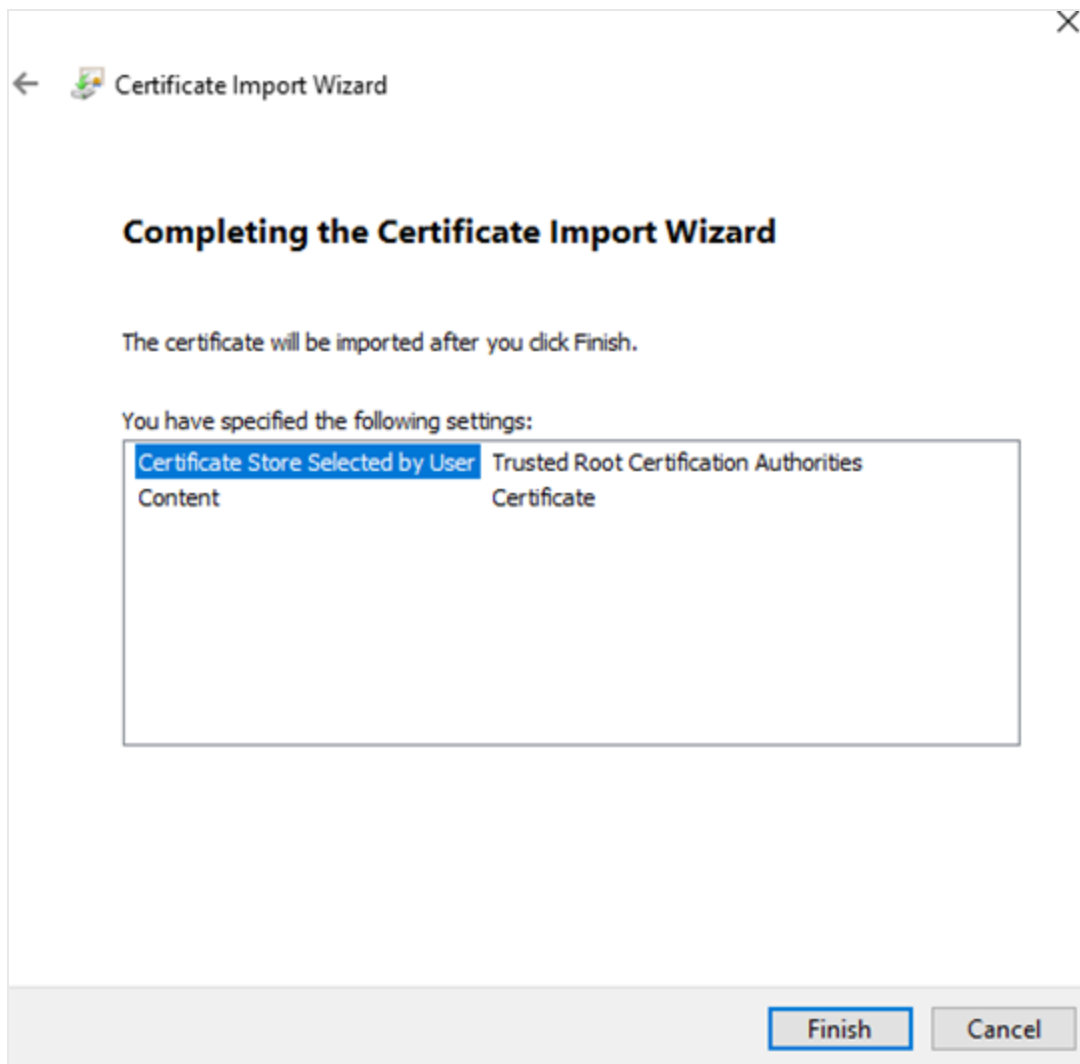 Certificate Import Wizard
Completing the Certificate Import Wizard
The certificate will be imported after you click Finish.
You have specified the following settings:
Certificate Store Selected by User Trusted Root Certification Authorities
Content Certificate
Finish Cancel